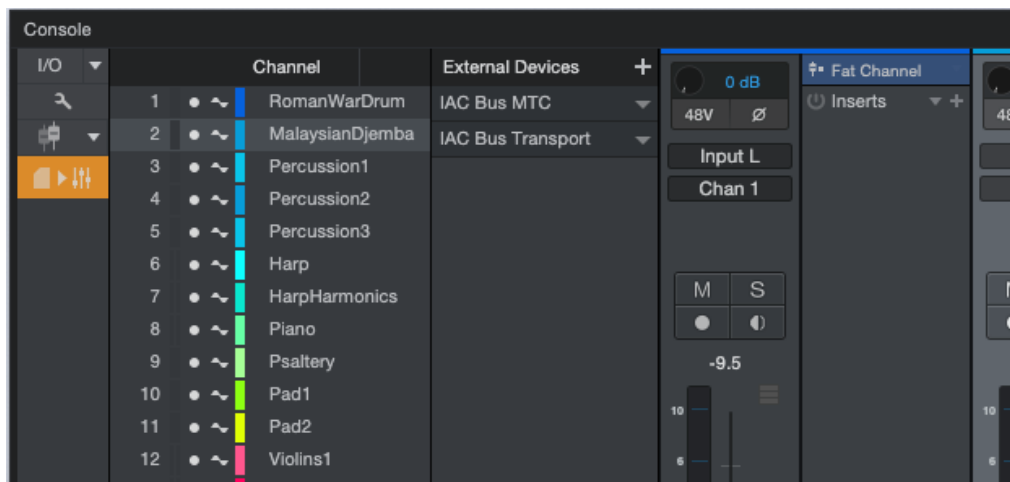 Console
I/O
Channel
1 RomanWarDrum
2 MalaysianDjemba
3 Percussion1
4 Percussion2
5 Percussion3
6 Harp
7 HarpHarmonics
8 Piano
9 Psaltery
10 Pad1
11 Pad2
12 Violins1
External Devices +
IAC Bus MTC
IAC Bus Transport
0 dB
48V Ø
Input L
Chan 1
M S
-9.5
10
6
Fat Channel
Inserts +
10
6